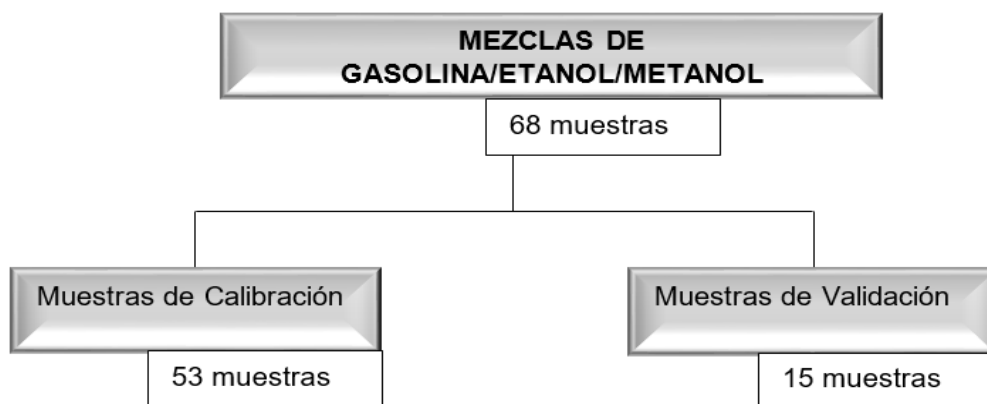 MEZCLAS DE
GASOLINA/ETANOL/METANOL
68 muestras
Muestras de Calibración
53 muestras
Muestras de Validación
15 muestras